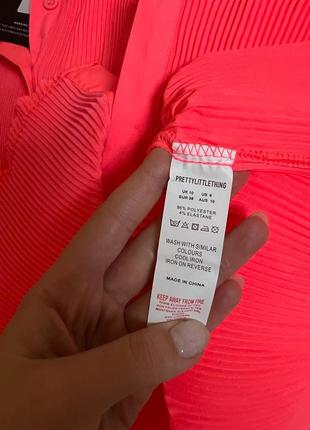 PRETTYLITTLETHING
UK 10 US 6
EUR 38 AUS 10
96% POLYESTER
4% ELASTANE
WASH WITH SIMILAR
COLOURS
COOL IRON
IRON ON REVERSE
MADE IN CHINA
KEEP AWAY FROM FIRE